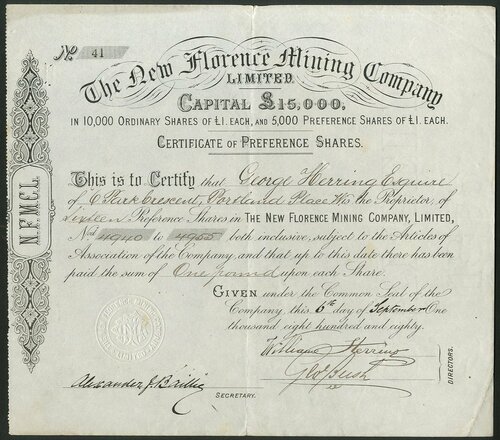 No. 41
The New Florence Mining Company
LIMITED.
CAPITAL £15,000.
IN 10,000 ORDINARY SHARES OF £1. EACH, AND 5,000 PREFERENCE SHARES OF £1. EACH.
CERTIFICATE OF PREFERENCE SHARES.
This is to Certify that George Herring Esquire
of Park Crescent, Portland Place W is the Proprietor of
Sixteen Preference Shares in THE NEW FLORENCE MINING COMPANY, LIMITED,
Nos. 4940 to 4955 both inclusive, subject to the Articles of
Association of the Company, and that up to this date there has been
paid the sum of One pound upon each Share.
GIVEN under the Common Seal of the
Company, this 6th day of September One
thousand eight hundred and eighty.
William Herring
Geo Bush
DIRECTORS.
Alexander J. Baillie
SECRETARY.
N.F.M.C.L.